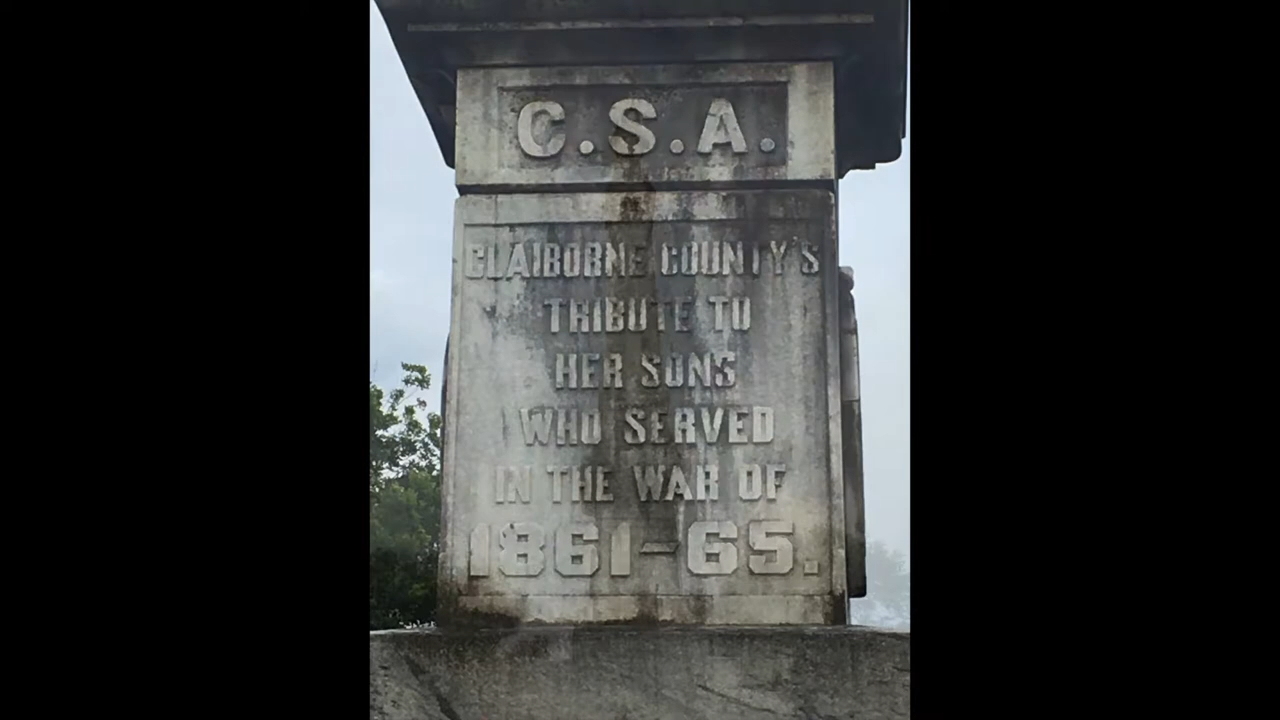 C.S.A.
CLAIBORNE COUNTY'S
TRIBUTE TO
HER SONS
WHO SERVED
IN THE WAR OF
1861-65.